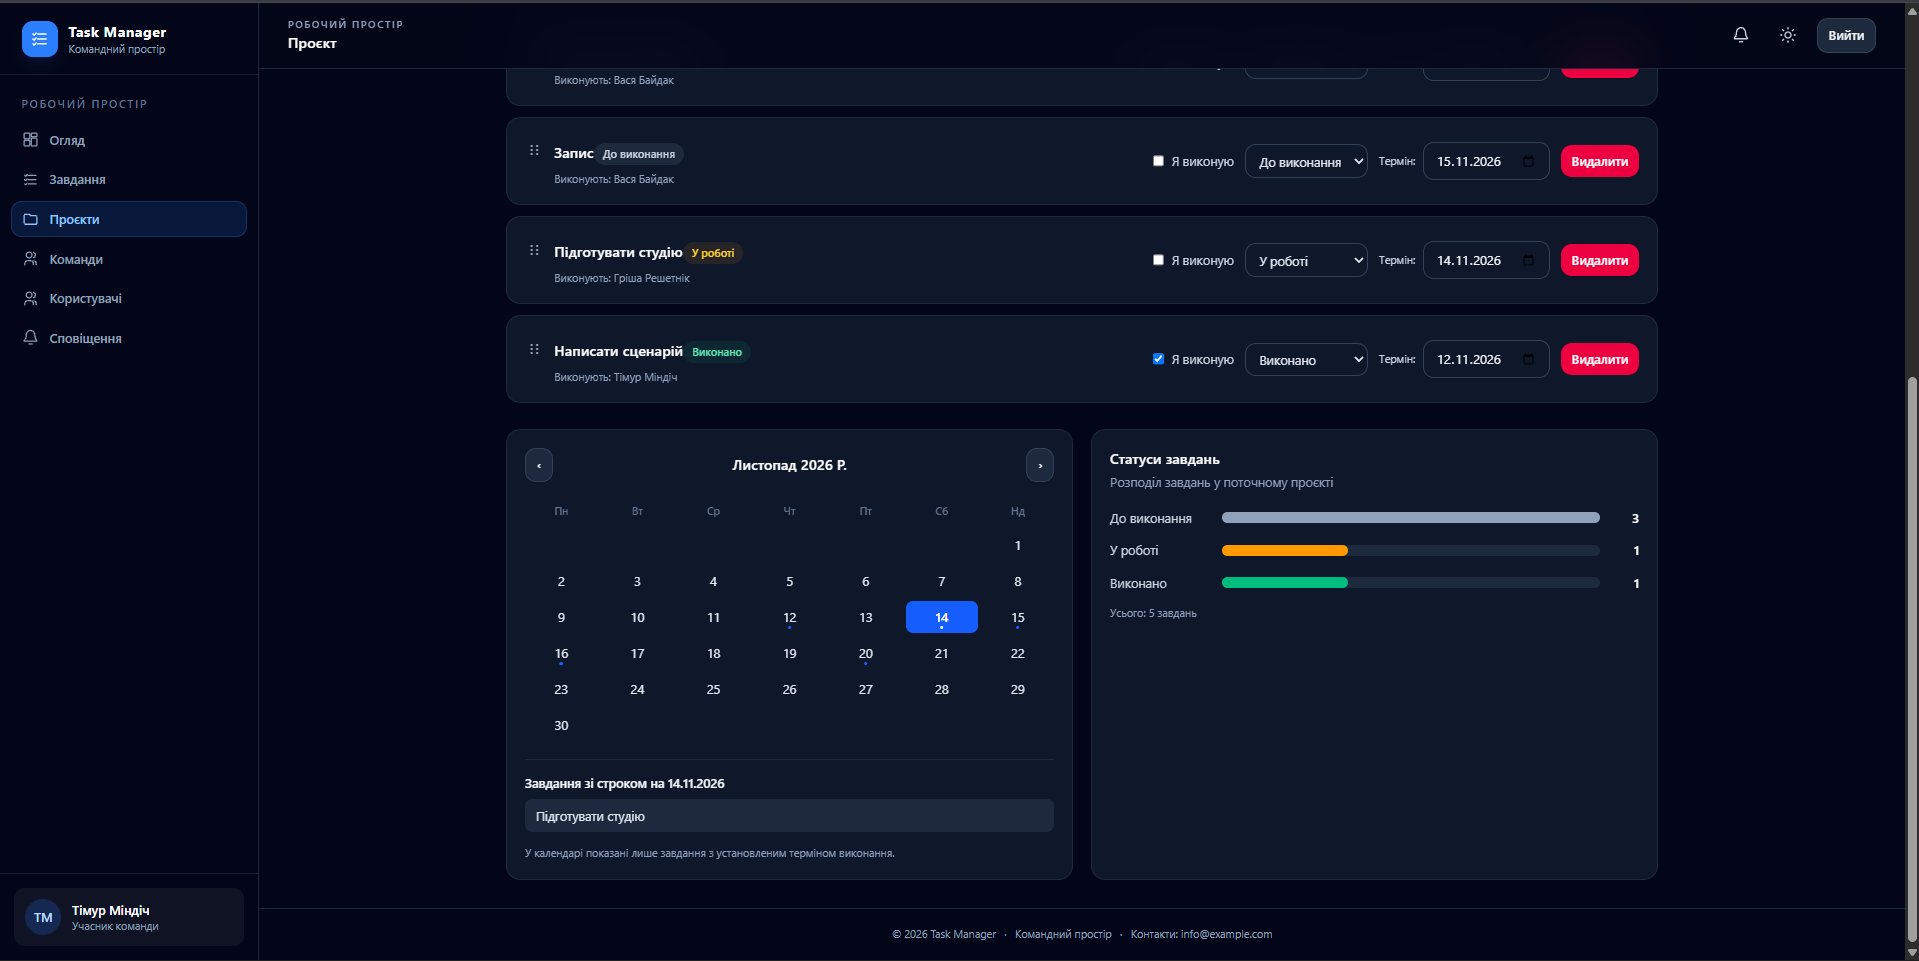 Task Manager
Командний простір
РОБОЧИЙ ПРОСТІР
Огляд
Завдання
Проєкти
Команди
Користувачі
Сповіщення
Тімур Міндіч
Учасник команди
TM
РОБОЧИЙ ПРОСТІР
Проєкт
Вийти
Виконують: Вася Байдак
Запис До виконання
Виконують: Вася Байдак
Я виконую До виконання Термін: 15.11.2026 Видалити
Підготувати студію У роботі
Виконують: Гріша Решетнік
Я виконую У роботі Термін: 14.11.2026 Видалити
Написати сценарій Виконано
Виконують: Тімур Міндіч
Я виконую Виконано Термін: 12.11.2026 Видалити
‹ Листопад 2026 Р. ›
Пн Вт Ср Чт Пт Сб Нд
1
2 3 4 5 6 7 8
9 10 11 12 13 14 15
16 17 18 19 20 21 22
23 24 25 26 27 28 29
30
Завдання зі строком на 14.11.2026
Підготувати студію
У календарі показані лише завдання з установленим терміном виконання.
Статуси завдань
Розподіл завдань у поточному проєкті
До виконання 3
У роботі 1
Виконано 1
Усього: 5 завдань
© 2026 Task Manager · Командний простір · Контакти: info@example.com